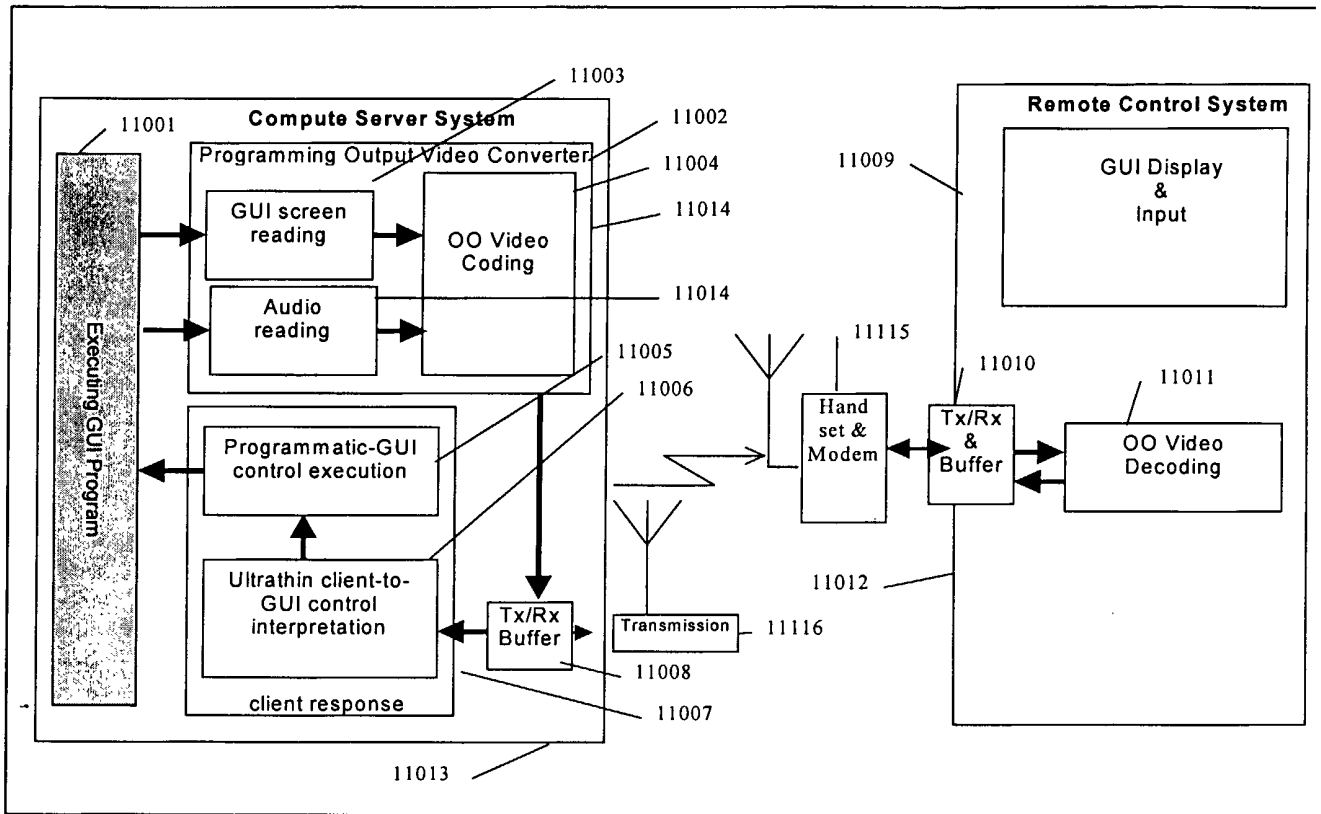 11003
11001
Compute Server System
11002
Remote Control System
Programming Output Video Converter
11004
11009
GUI Display
&
Input
GUI screen
reading
OO Video
Coding
11014
Audio
reading
11014
Executing GUI Program
11005
11115
11010
11011
11006
Programmatic-GUI
control execution
Hand
set &
Modem
Tx/Rx
&
Buffer
OO Video
Decoding
Ultrathin client-to-
GUI control
interpretation
11012
Tx/Rx
Buffer
Transmission
11116
11008
client response
11007
11013